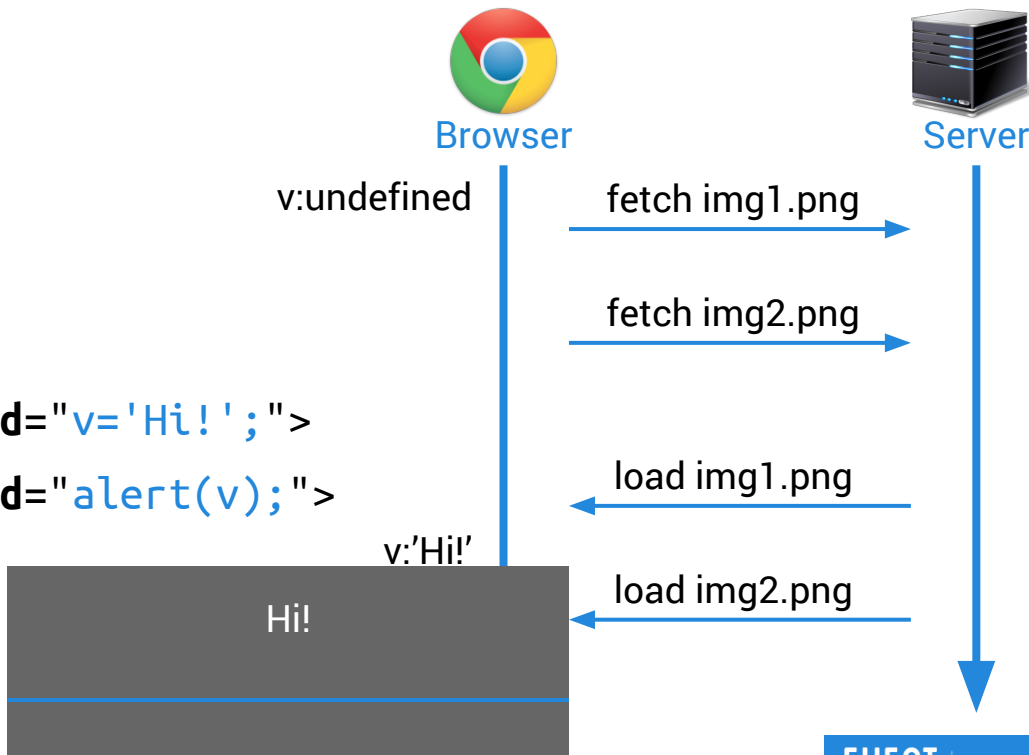 Browser
Server
v:undefined
fetch img1.png
fetch img2.png
d="v='Hi!';">
d="alert(v);">
load img1.png
v:’Hi!’
load img2.png
Hi!